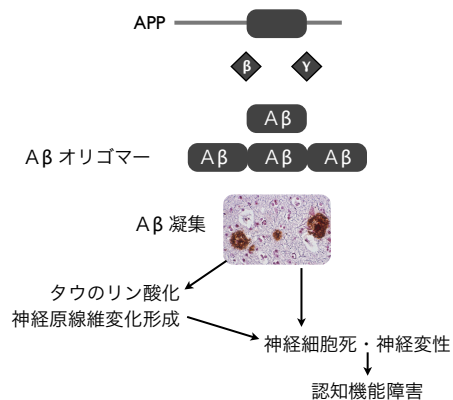 APP
β γ
Aβ
Aβ オリゴマー Aβ Aβ Aβ
Aβ 凝集
タウのリン酸化
神経原線維変化形成
神経細胞死・神経変性
認知機能障害